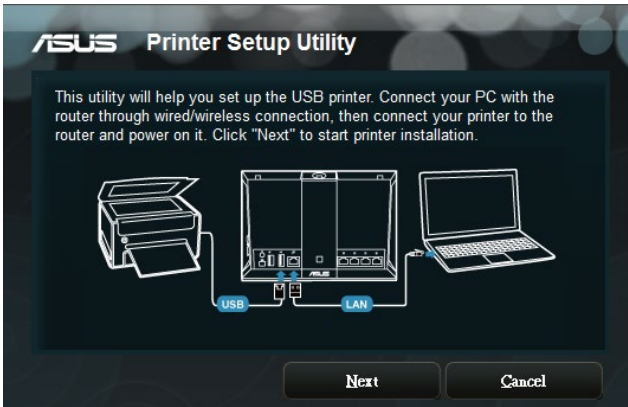 ASUS Printer Setup Utility
This utility will help you set up the USB printer. Connect your PC with the
router through wired/wireless connection, then connect your printer to the
router and power on it. Click "Next" to start printer installation.
ASUS
USB
LAN
Next
Cancel